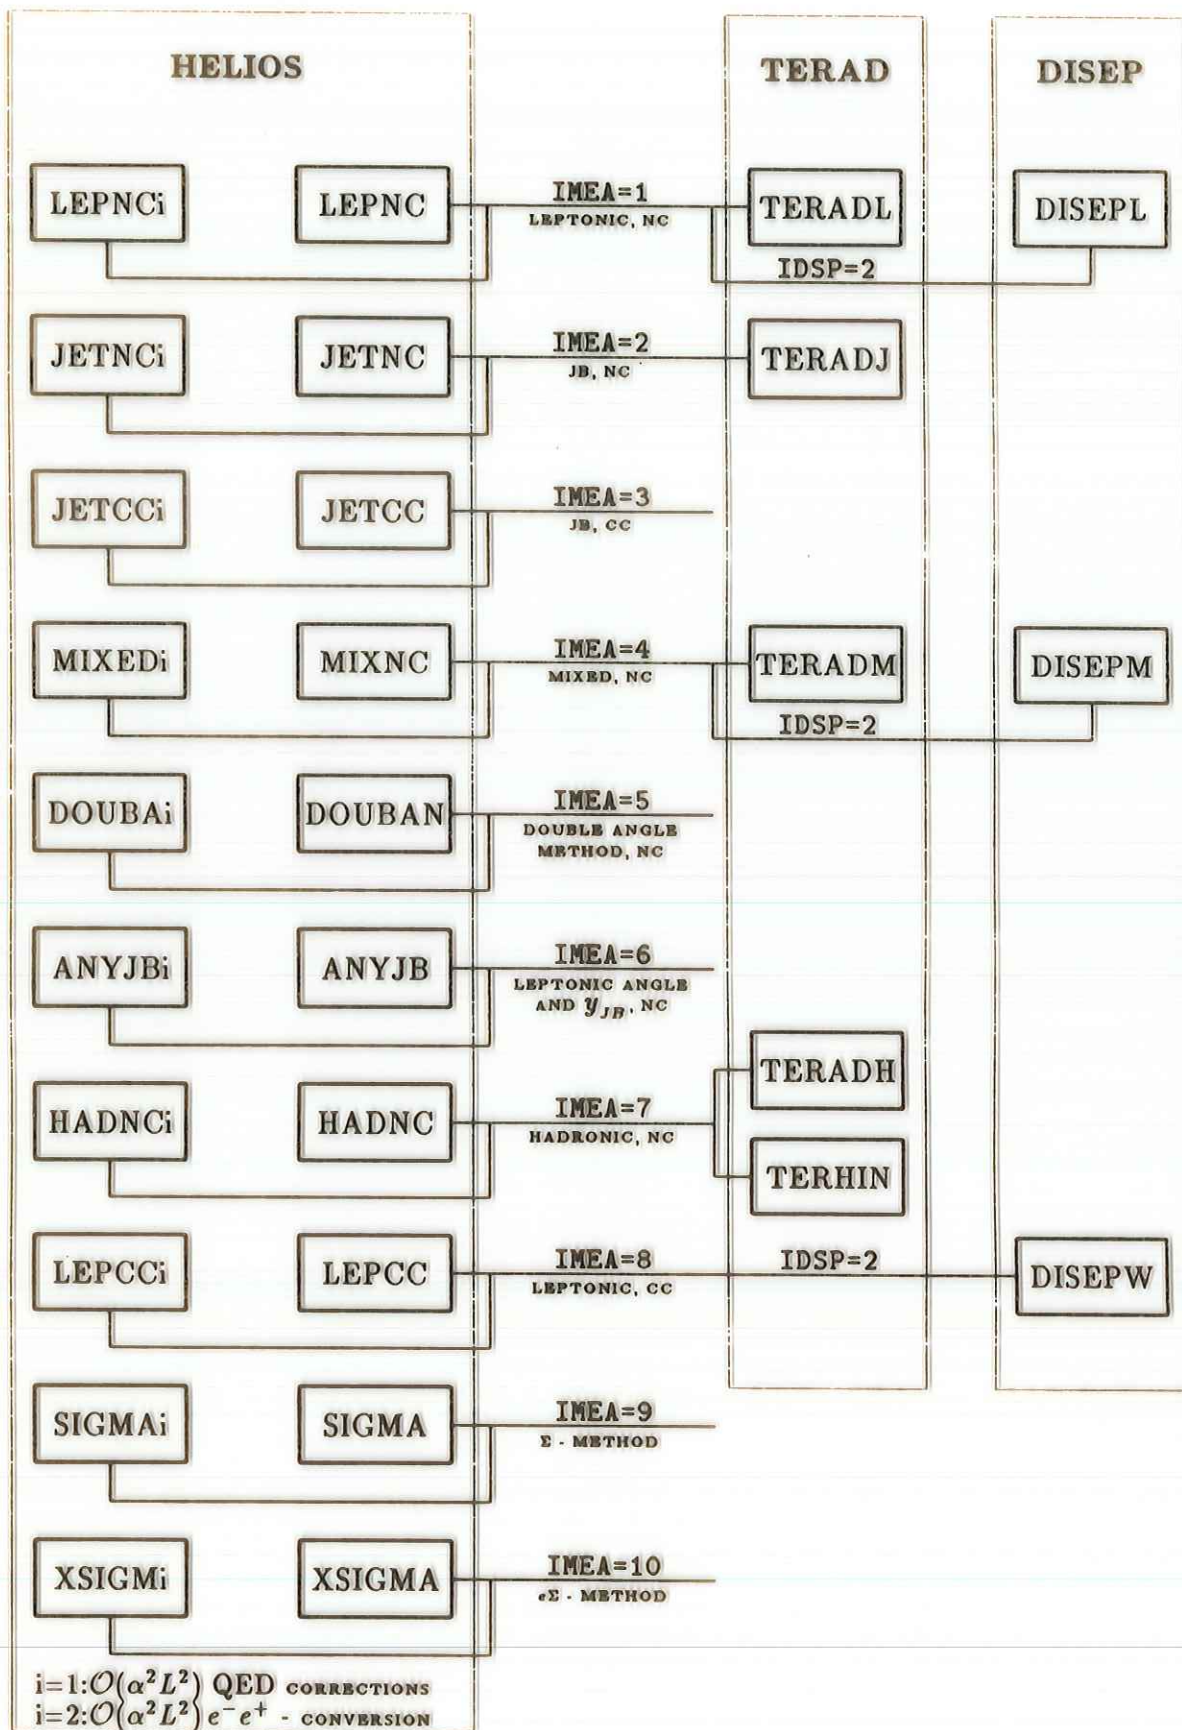 HELIOS TERAD DISEP
LEPNCi LEPNC IMEA=1 TERADL DISEPL
LEPTONIC, NC
IDSP=2
JETNCi JETNC IMEA=2 TERADJ
JB, NC
JETCCi JETCC IMEA=3
JB, CC
MIXEDi MIXNC IMEA=4 TERADM DISEPM
MIXED, NC
IDSP=2
DOUBAi DOUBAN IMEA=5
DOUBLE ANGLE
METHOD, NC
ANYJBi ANYJB IMEA=6
LEPTONIC ANGLE
AND y_JB, NC
TERADH
HADNCi HADNC IMEA=7
HADRONIC, NC
TERHIN
LEPCCi LEPCC IMEA=8 IDSP=2 DISEPW
LEPTONIC, CC
SIGMAi SIGMA IMEA=9
Σ - METHOD
XSIGMi XSIGMA IMEA=10
eΣ - METHOD
i=1:𝒪(α²L²) QED CORRECTIONS
i=2:𝒪(α²L²) e⁻e⁺ - CONVERSION